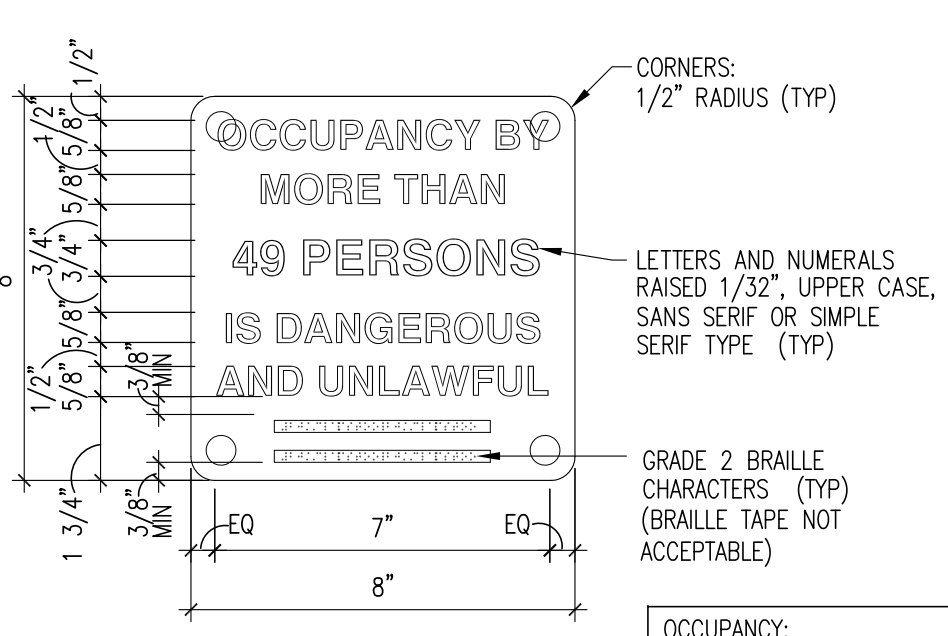 OCCUPANCY BY
MORE THAN
49 PERSONS
IS DANGEROUS
AND UNLAWFUL
CORNERS:
1/2" RADIUS (TYP)
LETTERS AND NUMERALS
RAISED 1/32", UPPER CASE,
SANS SERIF OR SIMPLE
SERIF TYPE (TYP)
GRADE 2 BRAILLE
CHARACTERS (TYP)
(BRAILLE TAPE NOT
ACCEPTABLE)
1/2"
5/8"
1/2"
5/8"
3/4"
3/4"
3/4"
5/8"
1/2"
5/8"
1 3/4"
3/8"
MIN
3/8"
MIN
EQ
7"
EQ
8"
OCCUPANCY: